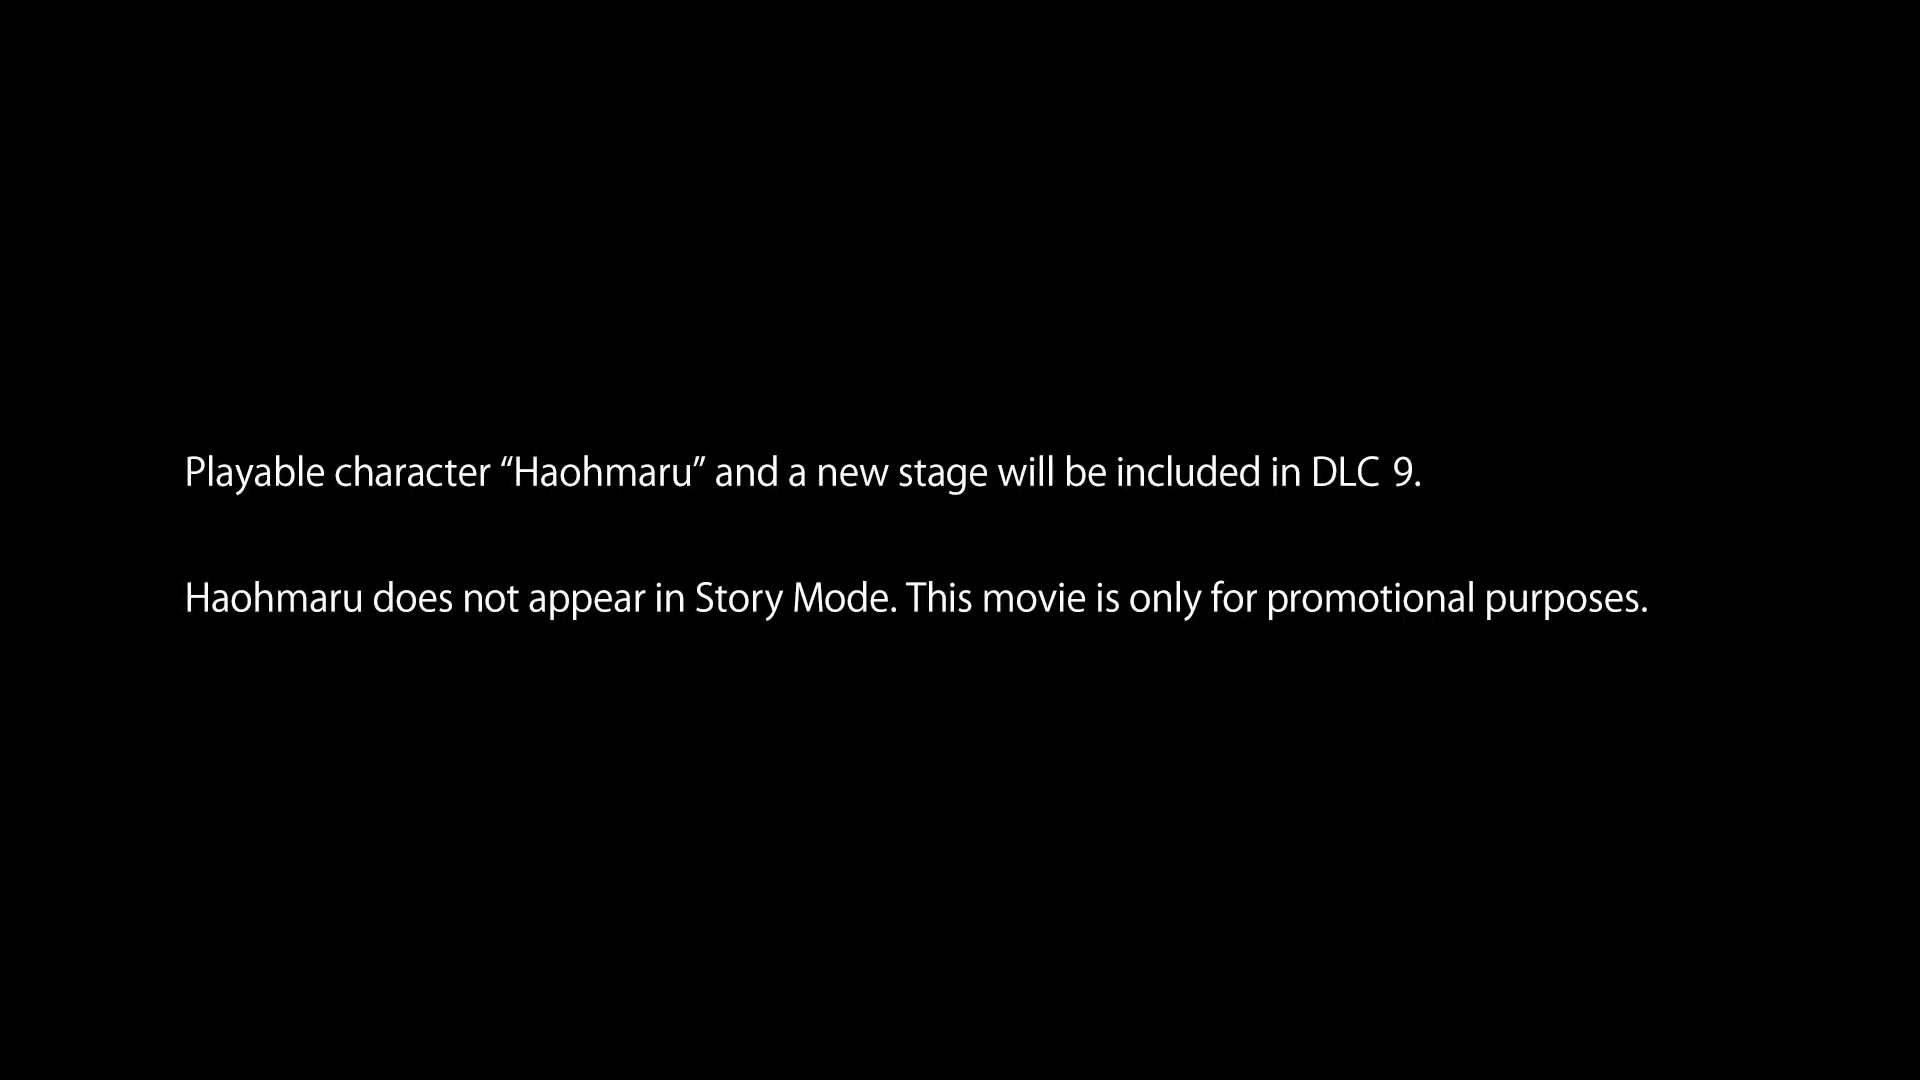 Playable character “Haohmaru” and a new stage will be included in DLC 9.
Haohmaru does not appear in Story Mode. This movie is only for promotional purposes.